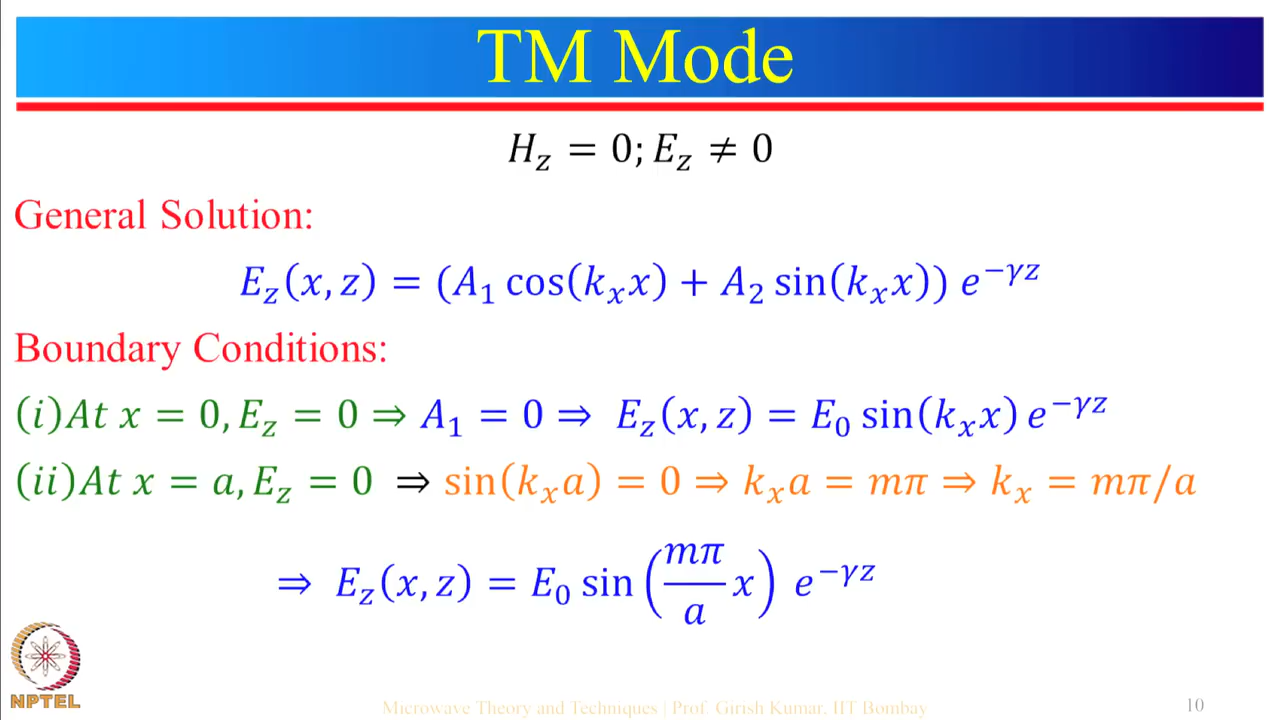 TM Mode
H_z = 0; E_z ≠ 0
General Solution:
E_z(x, z) = (A_1 cos(k_x x) + A_2 sin(k_x x)) e^{−γz}
Boundary Conditions:
(i)At x = 0, E_z = 0 ⇒ A_1 = 0 ⇒ E_z(x, z) = E_0 sin(k_x x) e^{−γz}
(ii)At x = a, E_z = 0 ⇒ sin(k_x a) = 0 ⇒ k_x a = mπ ⇒ k_x = mπ/a
⇒ E_z(x, z) = E_0 sin(\frac{mπ}{a} x) e^{−γz}
NPTEL
Microwave Theory and Techniques | Prof. Girish Kumar, IIT Bombay
10